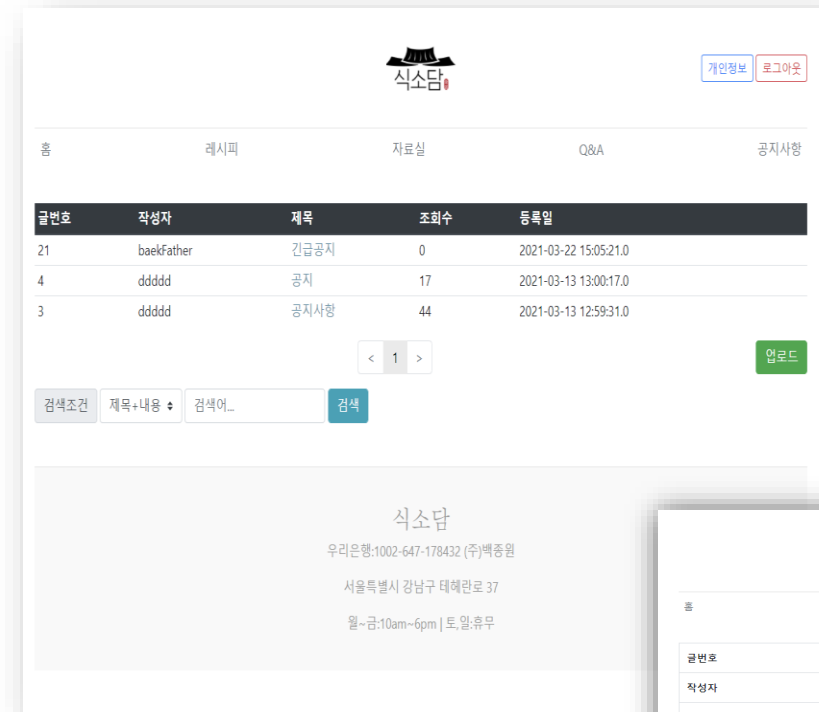 식소담
개인정보 로그아웃
홈 레시피 자료실 Q&A 공지사항
글번호 작성자 제목 조회수 등록일
21 baekFather 긴급공지 0 2021-03-22 15:05:21.0
4 ddddd 공지 17 2021-03-13 13:00:17.0
3 ddddd 공지사항 44 2021-03-13 12:59:31.0
< 1 > 업로드
검색조건 제목+내용 검색어... 검색
식소담
우리은행:1002-647-178432 (주)백종원
서울특별시 강남구 테헤란로 37
월~금:10am~6pm | 토,일:휴무
홈
글번호
작성자